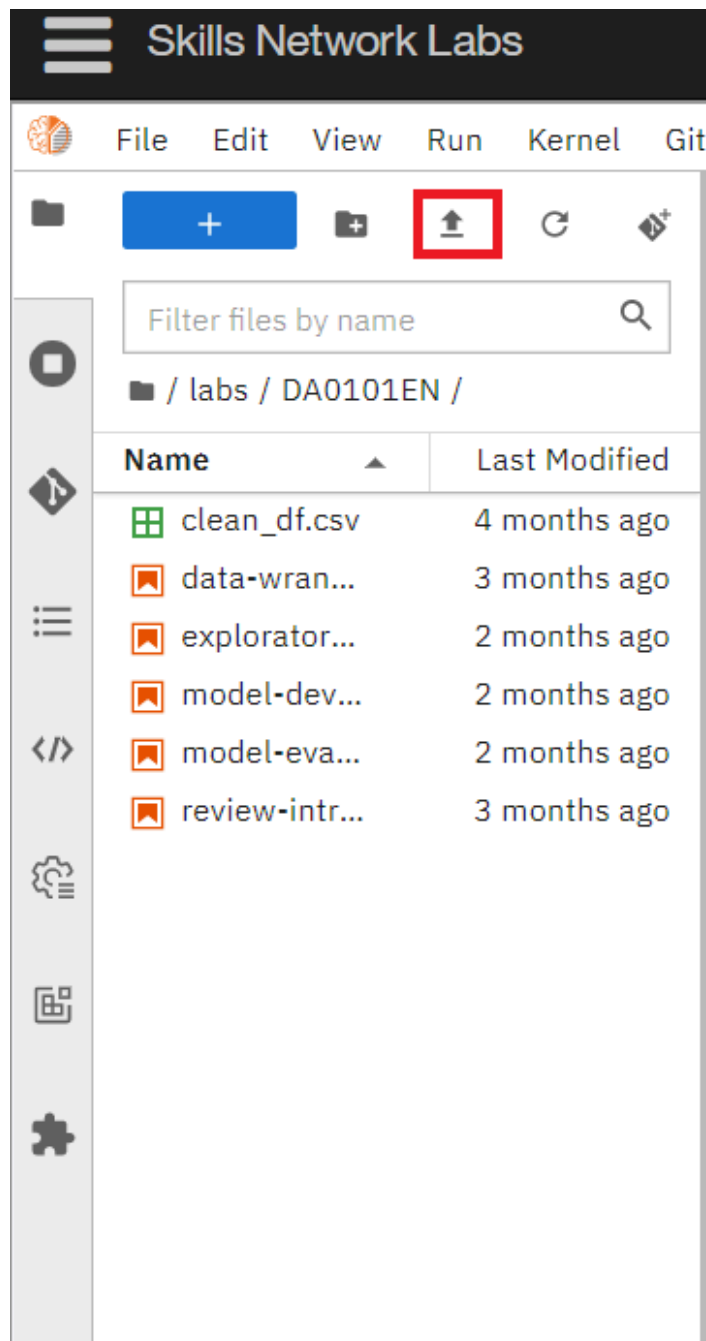 Skills Network Labs
File Edit View Run Kernel Git
+
Filter files by name
/ labs / DA0101EN /
Name Last Modified
clean_df.csv 4 months ago
data-wran... 3 months ago
explorator... 2 months ago
model-dev... 2 months ago
model-eva... 2 months ago
review-intr... 3 months ago